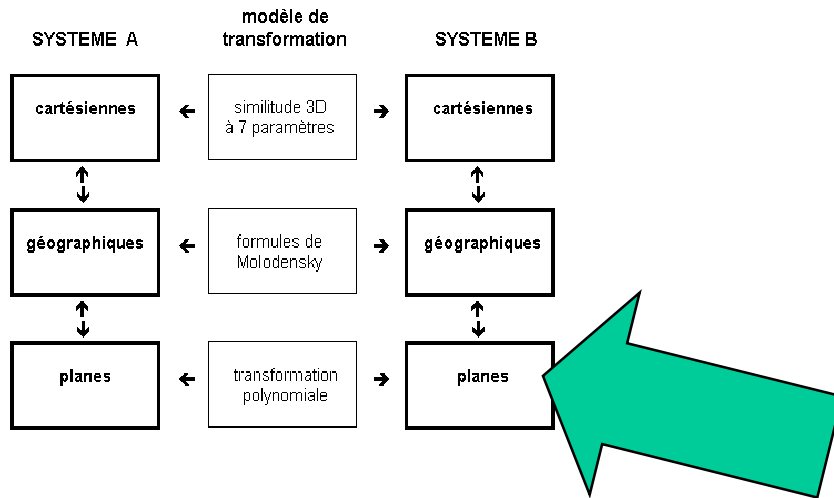 modèle de
transformation
SYSTEME A
SYSTEME B
cartésiennes
similitude 3D
à 7 paramètres
cartésiennes
géographiques
formules de
Molodensky
géographiques
planes
transformation
polynomiale
planes